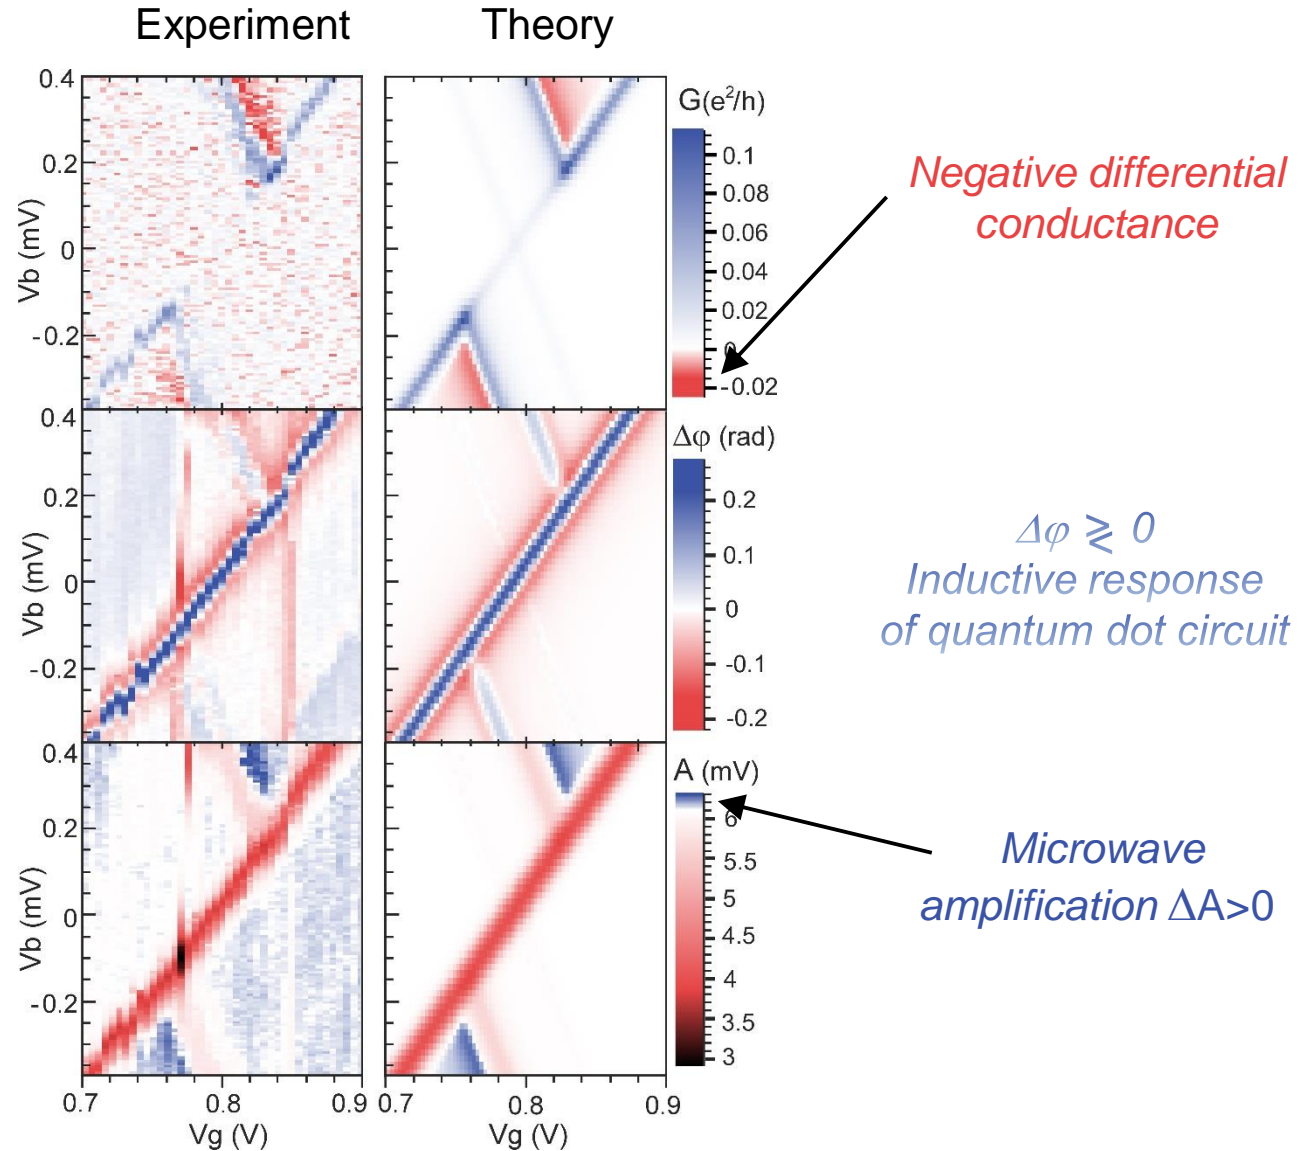 Experiment Theory
0.4
0.2
0
-0.2
Vb (mV)
G(e²/h)
0.1
0.08
0.06
0.04
0.02
0
-0.02
Negative differential
conductance
0.4
0.2
0
-0.2
Vb (mV)
Δφ (rad)
0.2
0.1
0
-0.1
-0.2
Δφ ≷ 0
Inductive response
of quantum dot circuit
0.4
0.2
0
-0.2
Vb (mV)
A (mV)
6
5.5
5
4.5
4
3.5
3
Microwave
amplification ΔA>0
0.7 0.8 0.9 0.7 0.8 0.9
Vg (V) Vg (V)